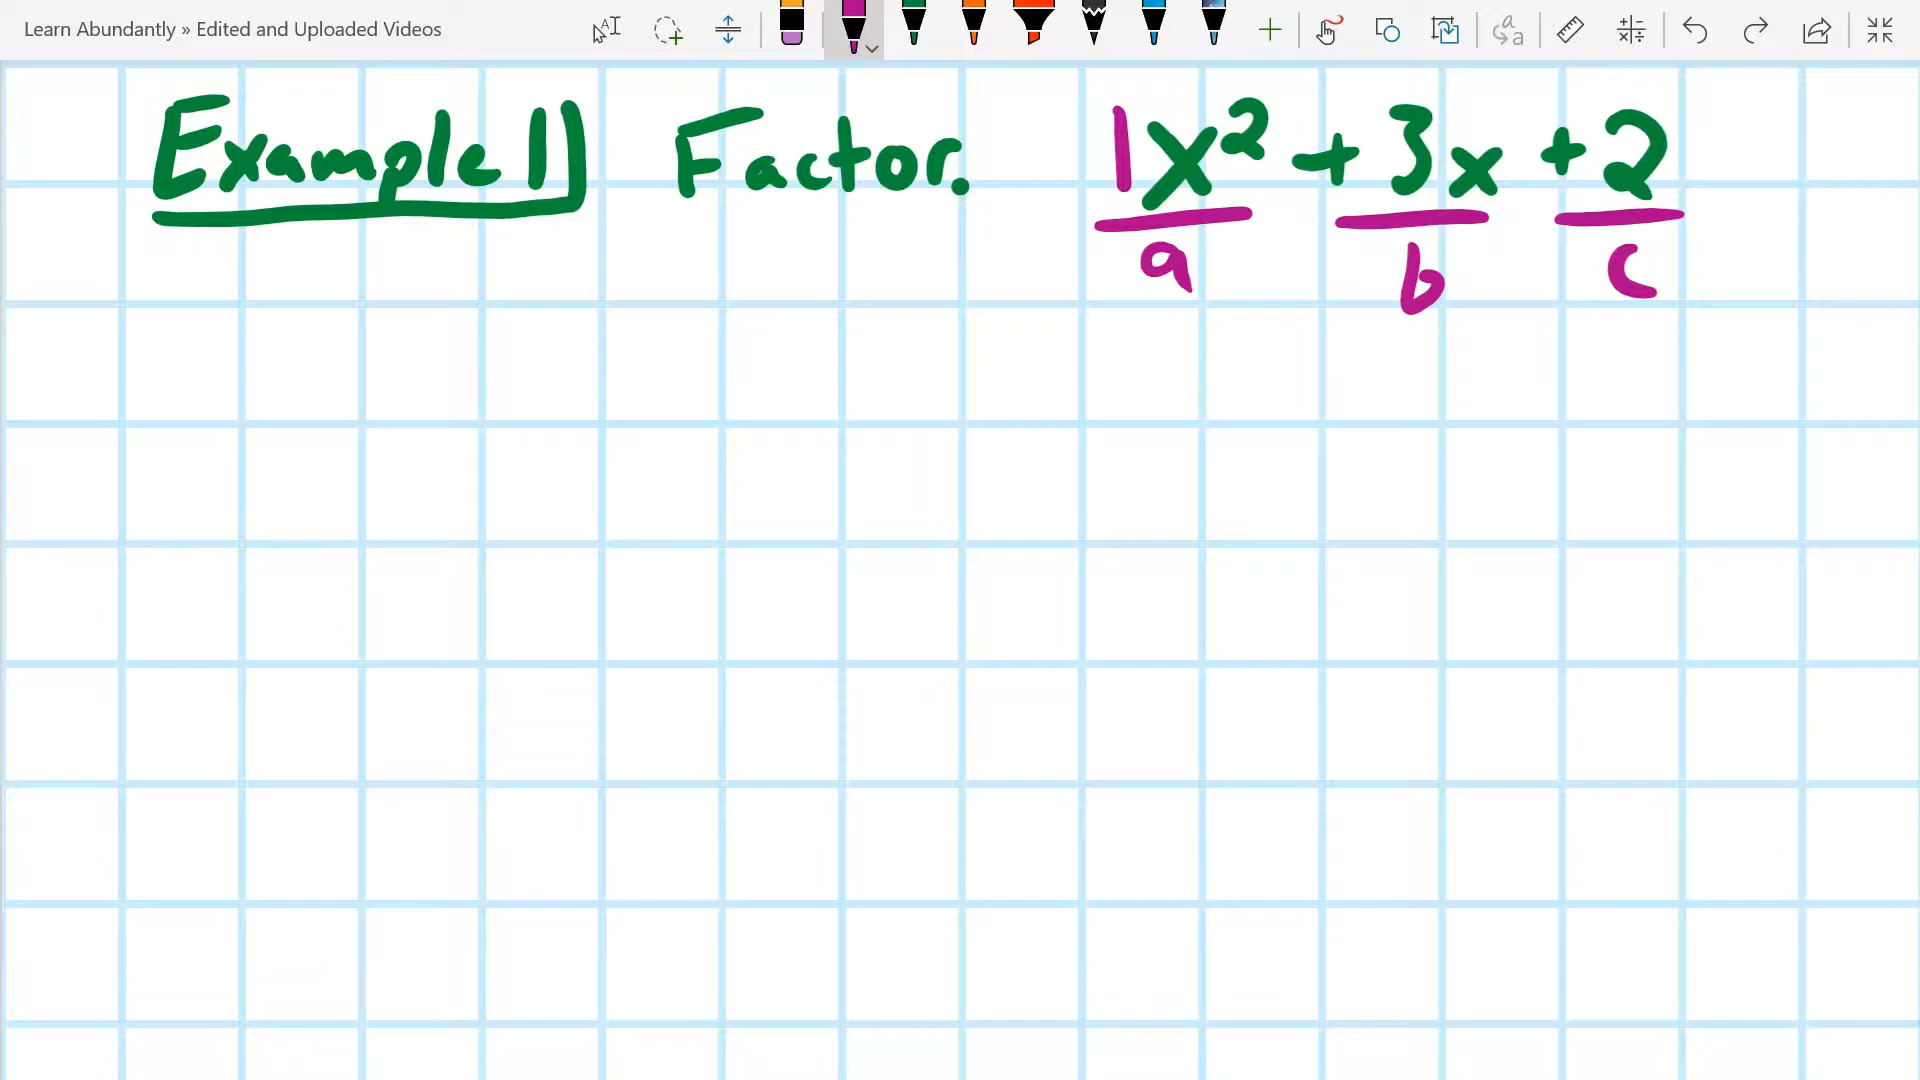 Learn Abundantly » Edited and Uploaded Videos
Example 1) Factor. 1x² + 3x + 2
a b c